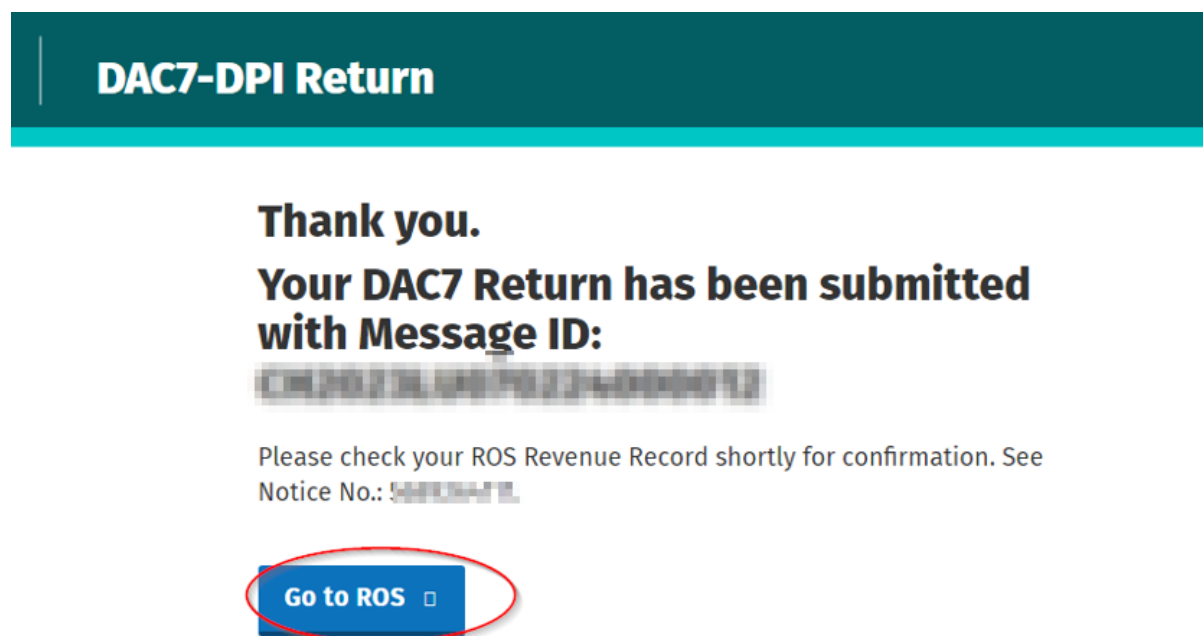 DAC7-DPI Return
Thank you.
Your DAC7 Return has been submitted
with Message ID:
Please check your ROS Revenue Record shortly for confirmation. See
Notice No.:
Go to ROS